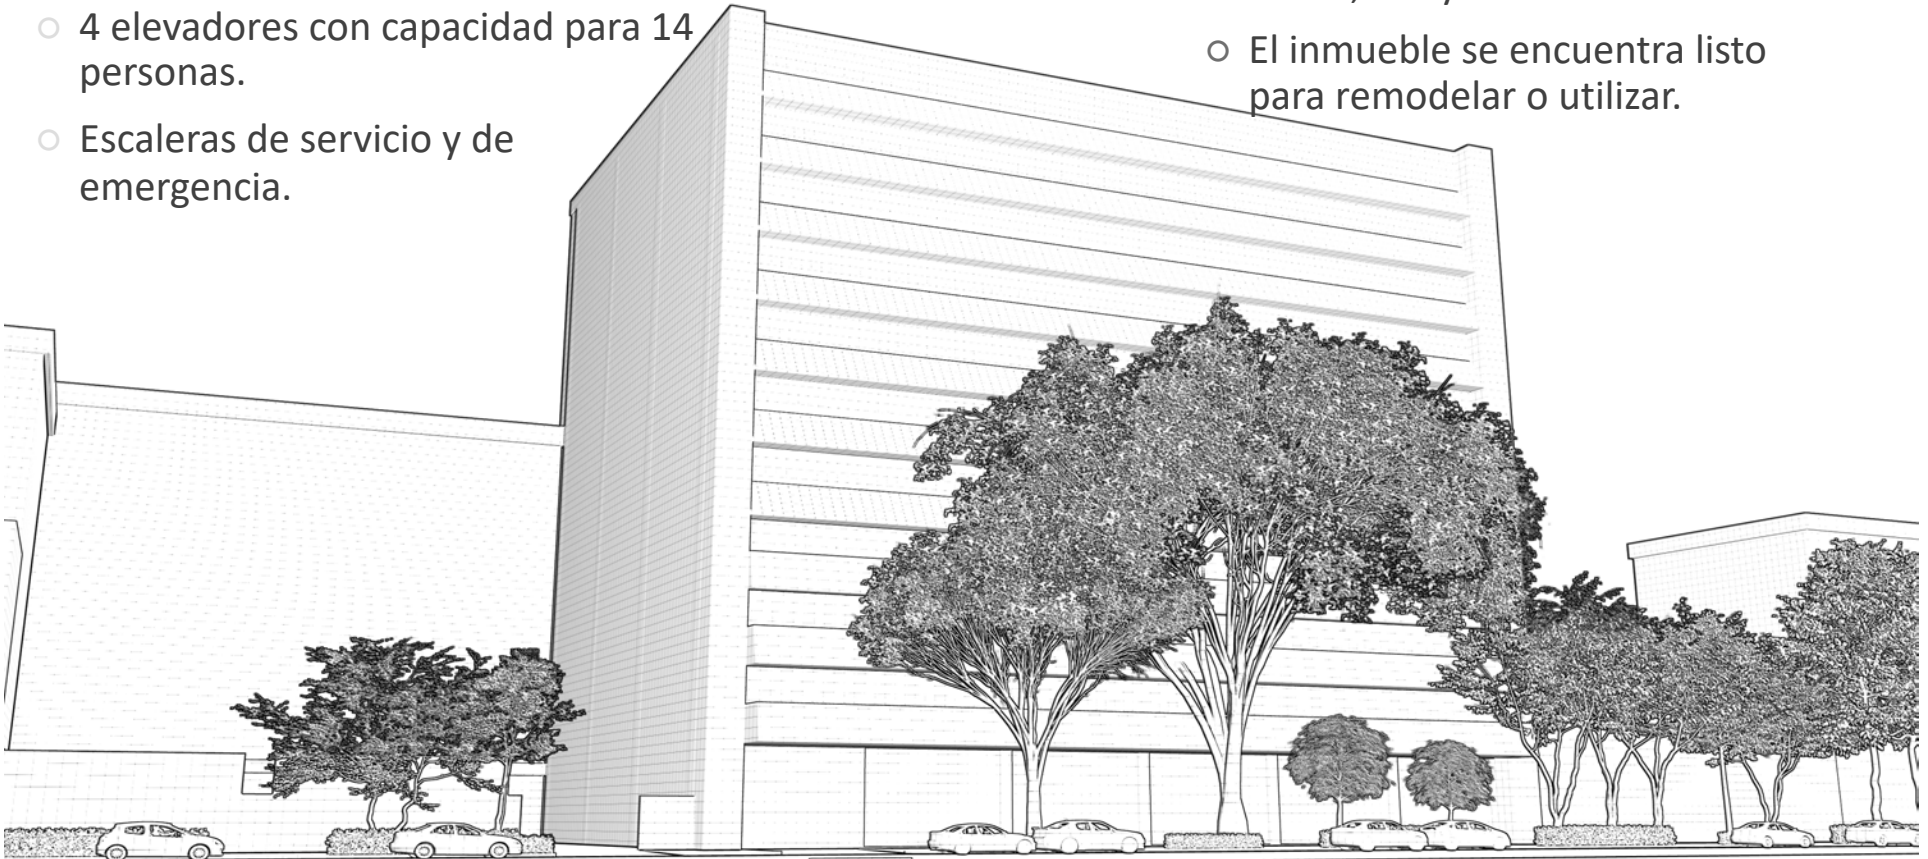 4 elevadores con capacidad para 14
personas.
Escaleras de servicio y de
emergencia.
El inmueble se encuentra listo
para remodelar o utilizar.